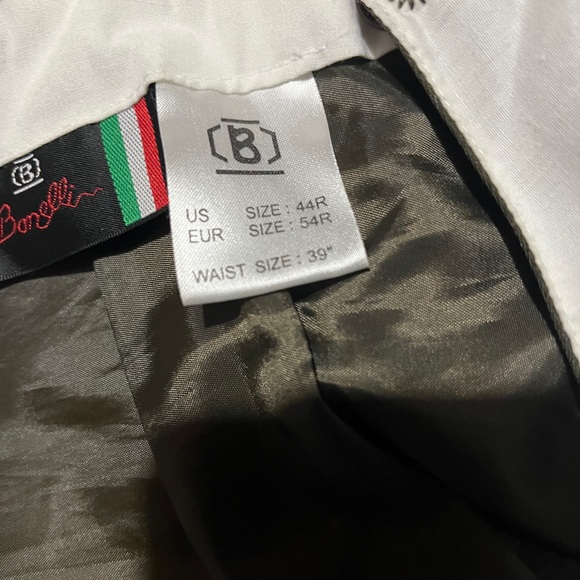 B
Bonelli
B
US SIZE : 44R
EUR SIZE : 54R
WAIST SIZE : 39"